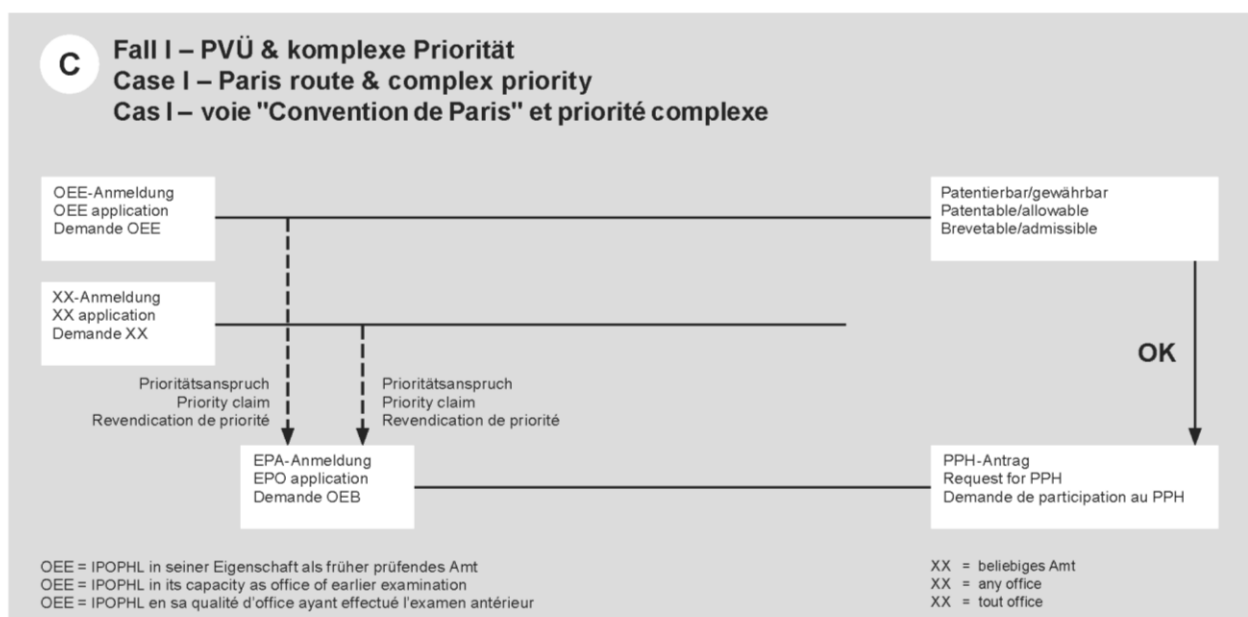 C
Fall I – PVÜ & komplexe Priorität
Case I – Paris route & complex priority
Cas I – voie "Convention de Paris" et priorité complexe
OEE-Anmeldung
OEE application
Demande OEE
Patentierbar/gewährbar
Patentable/allowable
Brevetable/admissible
XX-Anmeldung
XX application
Demande XX
OK
Prioritätsanspruch
Priority claim
Revendication de priorité
Prioritätsanspruch
Priority claim
Revendication de priorité
EPA-Anmeldung
EPO application
Demande OEB
PPH-Antrag
Request for PPH
Demande de participation au PPH
OEE = IPOPHL in seiner Eigenschaft als früher prüfendes Amt
OEE = IPOPHL in its capacity as office of earlier examination
OEE = IPOPHL en sa qualité d'office ayant effectué l'examen antérieur
XX = beliebiges Amt
XX = any office
XX = tout office